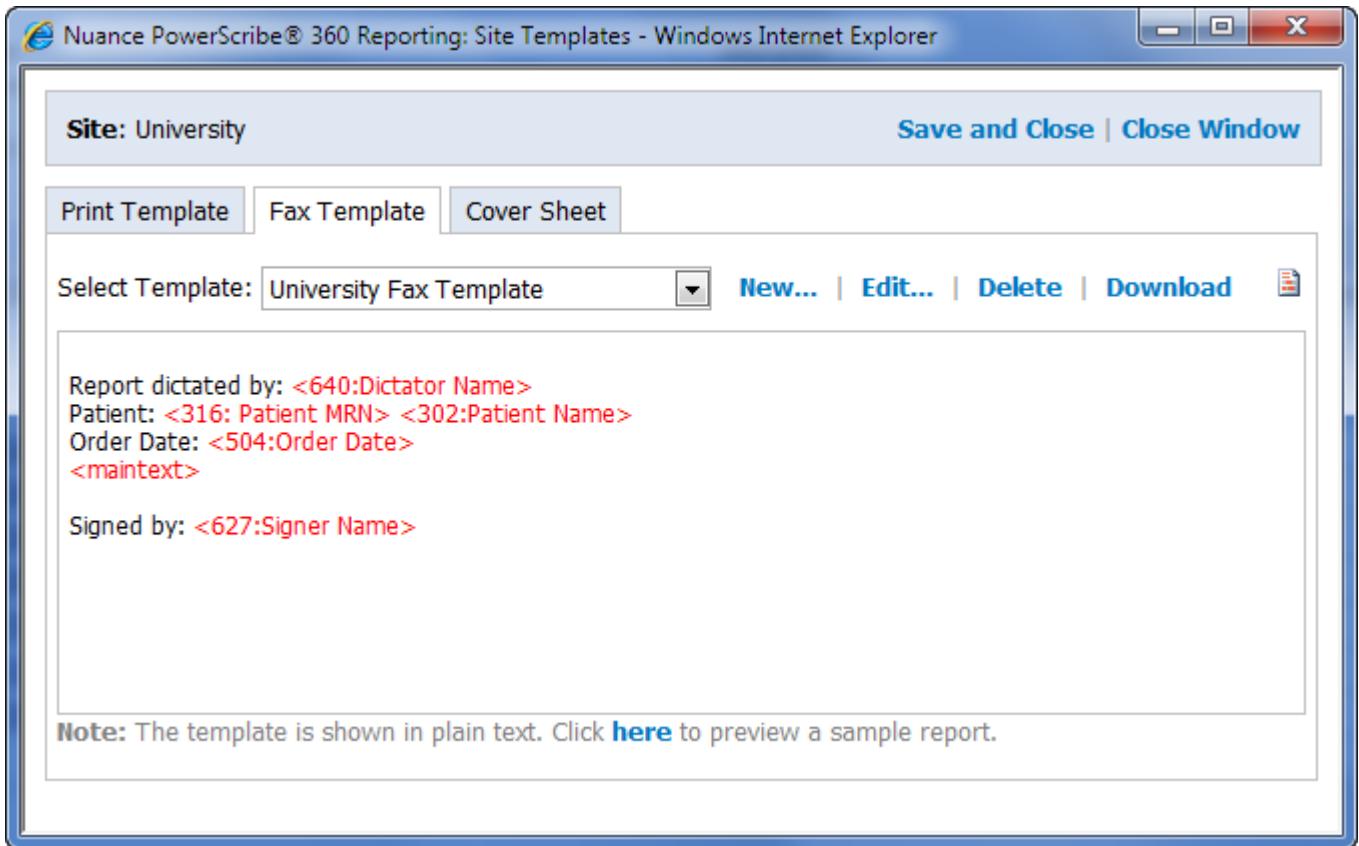 Nuance PowerScribe® 360 Reporting: Site Templates - Windows Internet Explorer
Site: University Save and Close | Close Window
Print Template Fax Template Cover Sheet
Select Template: University Fax Template New... | Edit... | Delete | Download
Report dictated by: <640:Dictator Name>
Patient: <316: Patient MRN> <302:Patient Name>
Order Date: <504:Order Date>
<maintext>
Signed by: <627:Signer Name>
Note: The template is shown in plain text. Click here to preview a sample report.